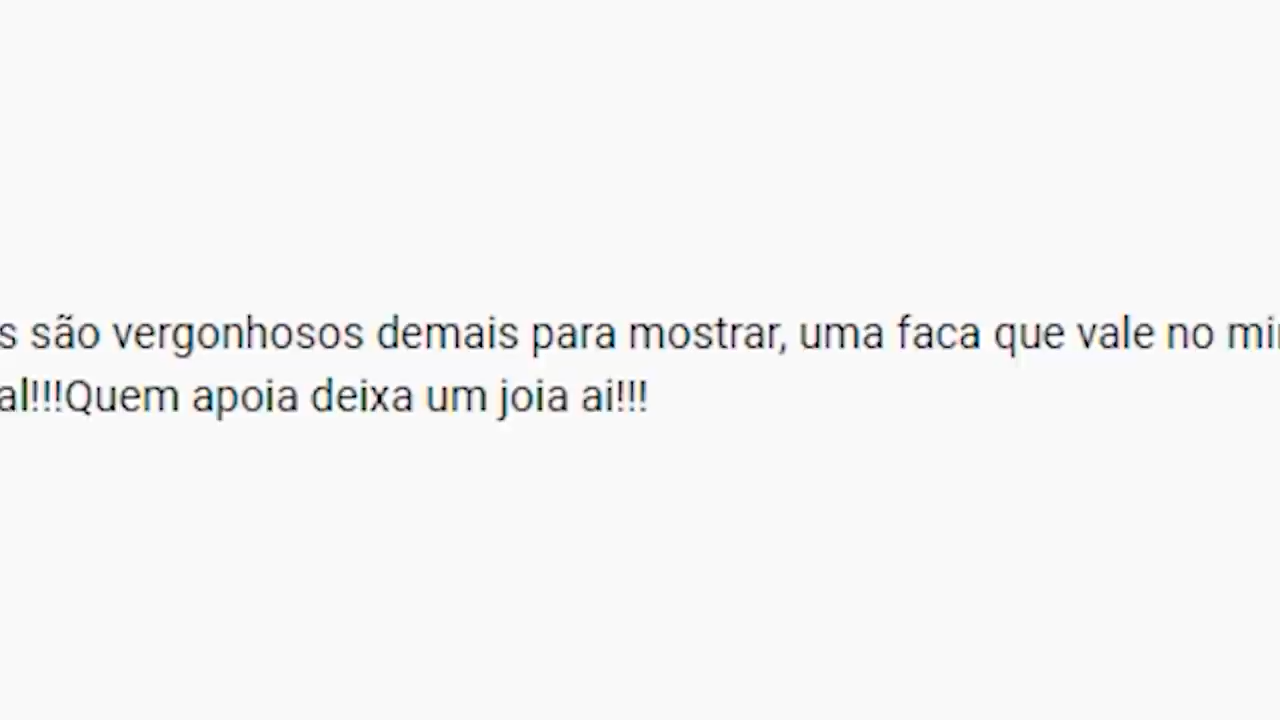 s são vergonhosos demais para mostrar, uma faca que vale no
al!!!Quem apoia deixa um joia ai!!!